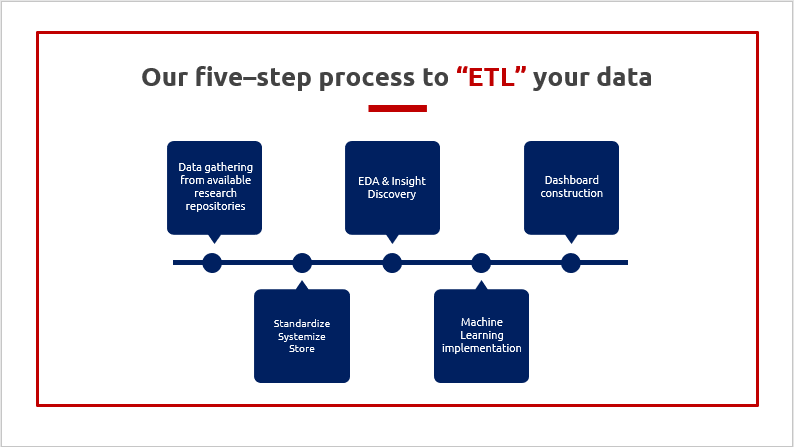 Our five–step process to “ETL” your data
Data gathering
from available
research
repositories
Standardize
Systemize
Store
EDA & Insight
Discovery
Machine
Learning
implementation
Dashboard
construction